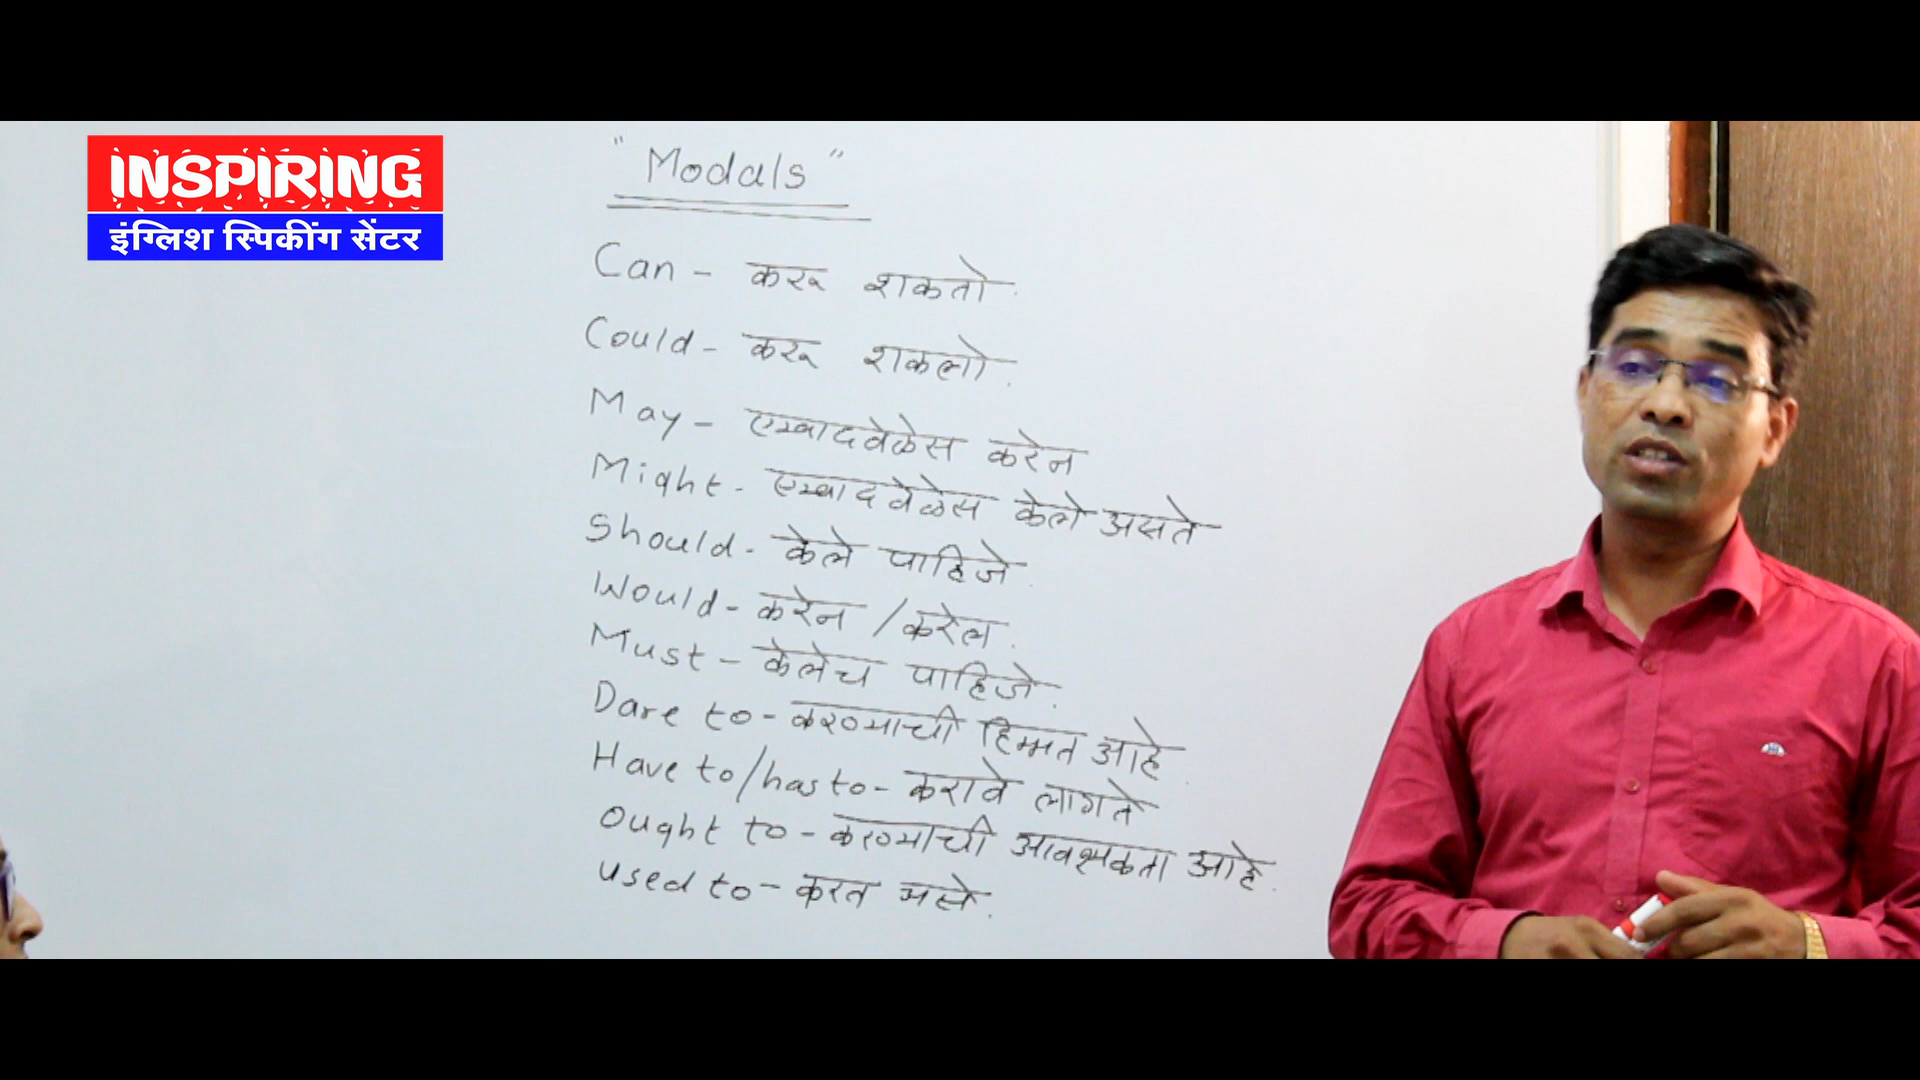 INSPIRING
इंग्लिश स्पिकींग सेंटर
"Modals"
Can - करू शकतो.
Could - करू शकलो.
May - एखादवेळेस करेन
Might - एखादवेळेस केले असते
Should - केले पाहिजे.
Would - करेन / करेल.
Must - केलेच पाहिजे.
Dare to - करण्याची हिम्मत आहे.
Have to/has to - करावे लागते
Ought to - करण्याची आवश्यकता आहे.
used to - करत असे.